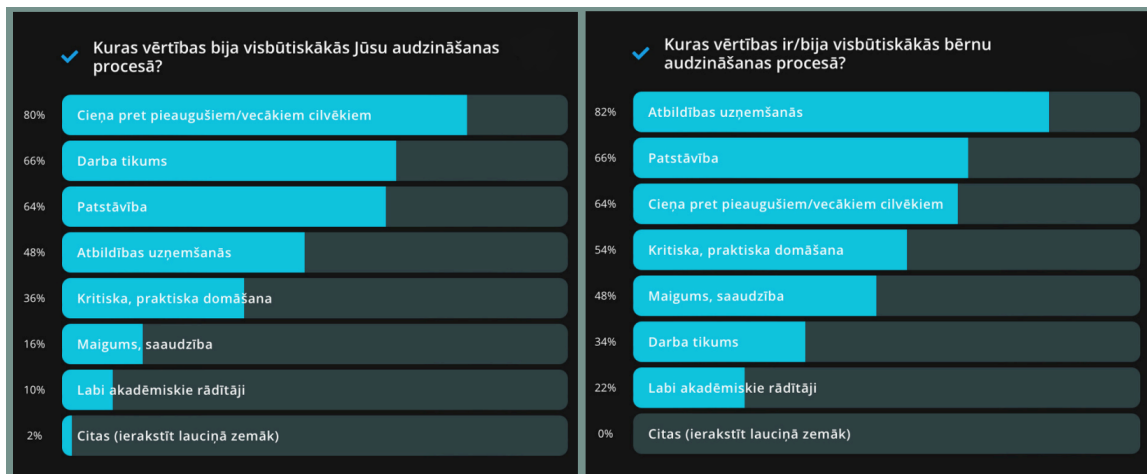 Kuras vērtības bija visbūtiskākās Jūsu audzināšanas
procesā?
80% Cieņa pret pieaugušiem/vecākiem cilvēkiem
66% Darba tikums
64% Patstāvība
48% Atbildības uzņemšanās
36% Kritiska, praktiska domāšana
16% Maigums, saaudzība
10% Labi akadēmiskie rādītāji
2% Citas (ierakstīt lauciņā zemāk)
Kuras vērtības ir/bija visbūtiskākās bērnu
audzināšanas procesā?
82% Atbildības uzņemšanās
66% Patstāvība
64% Cieņa pret pieaugušiem/vecākiem cilvēkiem
54% Kritiska, praktiska domāšana
48% Maigums, saaudzība
34% Darba tikums
22% Labi akadēmiskie rādītāji
0% Citas (ierakstīt lauciņā zemāk)